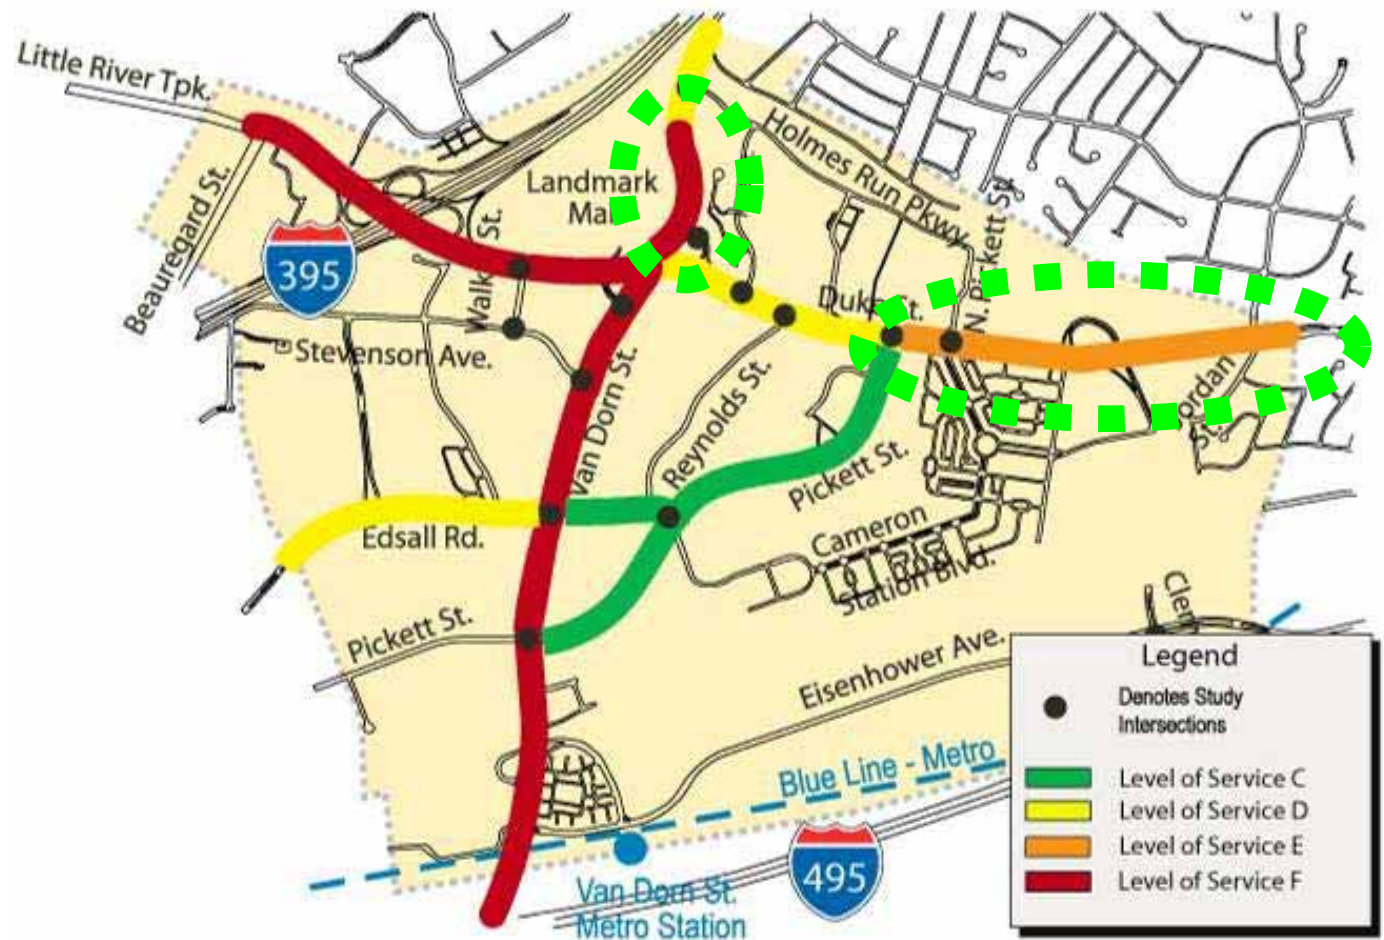 Little River Tpk.
Beauregard St.
395
Landmark
Holmes Run Pkwy.
N. Pickett St.
Walk
St.
Duke St.
Stevenson Ave.
Van Dorn St.
Reynolds St.
Jordan
St.
Pickett St.
Edsall Rd.
Cameron
Station Blvd.
Pickett St.
Eisenhower Ave.
Blue Line - Metro
495
Van Dorn St.
Metro Station
Legend
Denotes Study
Intersections
Level of Service C
Level of Service D
Level of Service E
Level of Service F